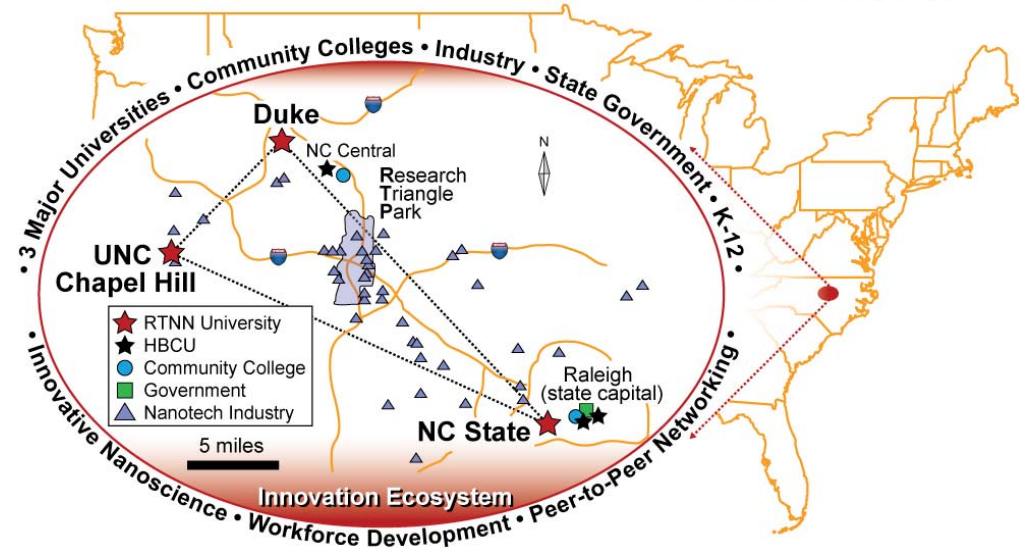 • 3 Major Universities • Community Colleges • Industry • State Government • K-12 •
Duke
NC Central
Research
Triangle
Park
N
UNC
Chapel Hill
RTNN University
HBCU
Community College
Government
Nanotech Industry
Raleigh
(state capital)
NC State
5 miles
Innovation Ecosystem
• Innovative Nanoscience • Workforce Development • Peer-to-Peer Networking •